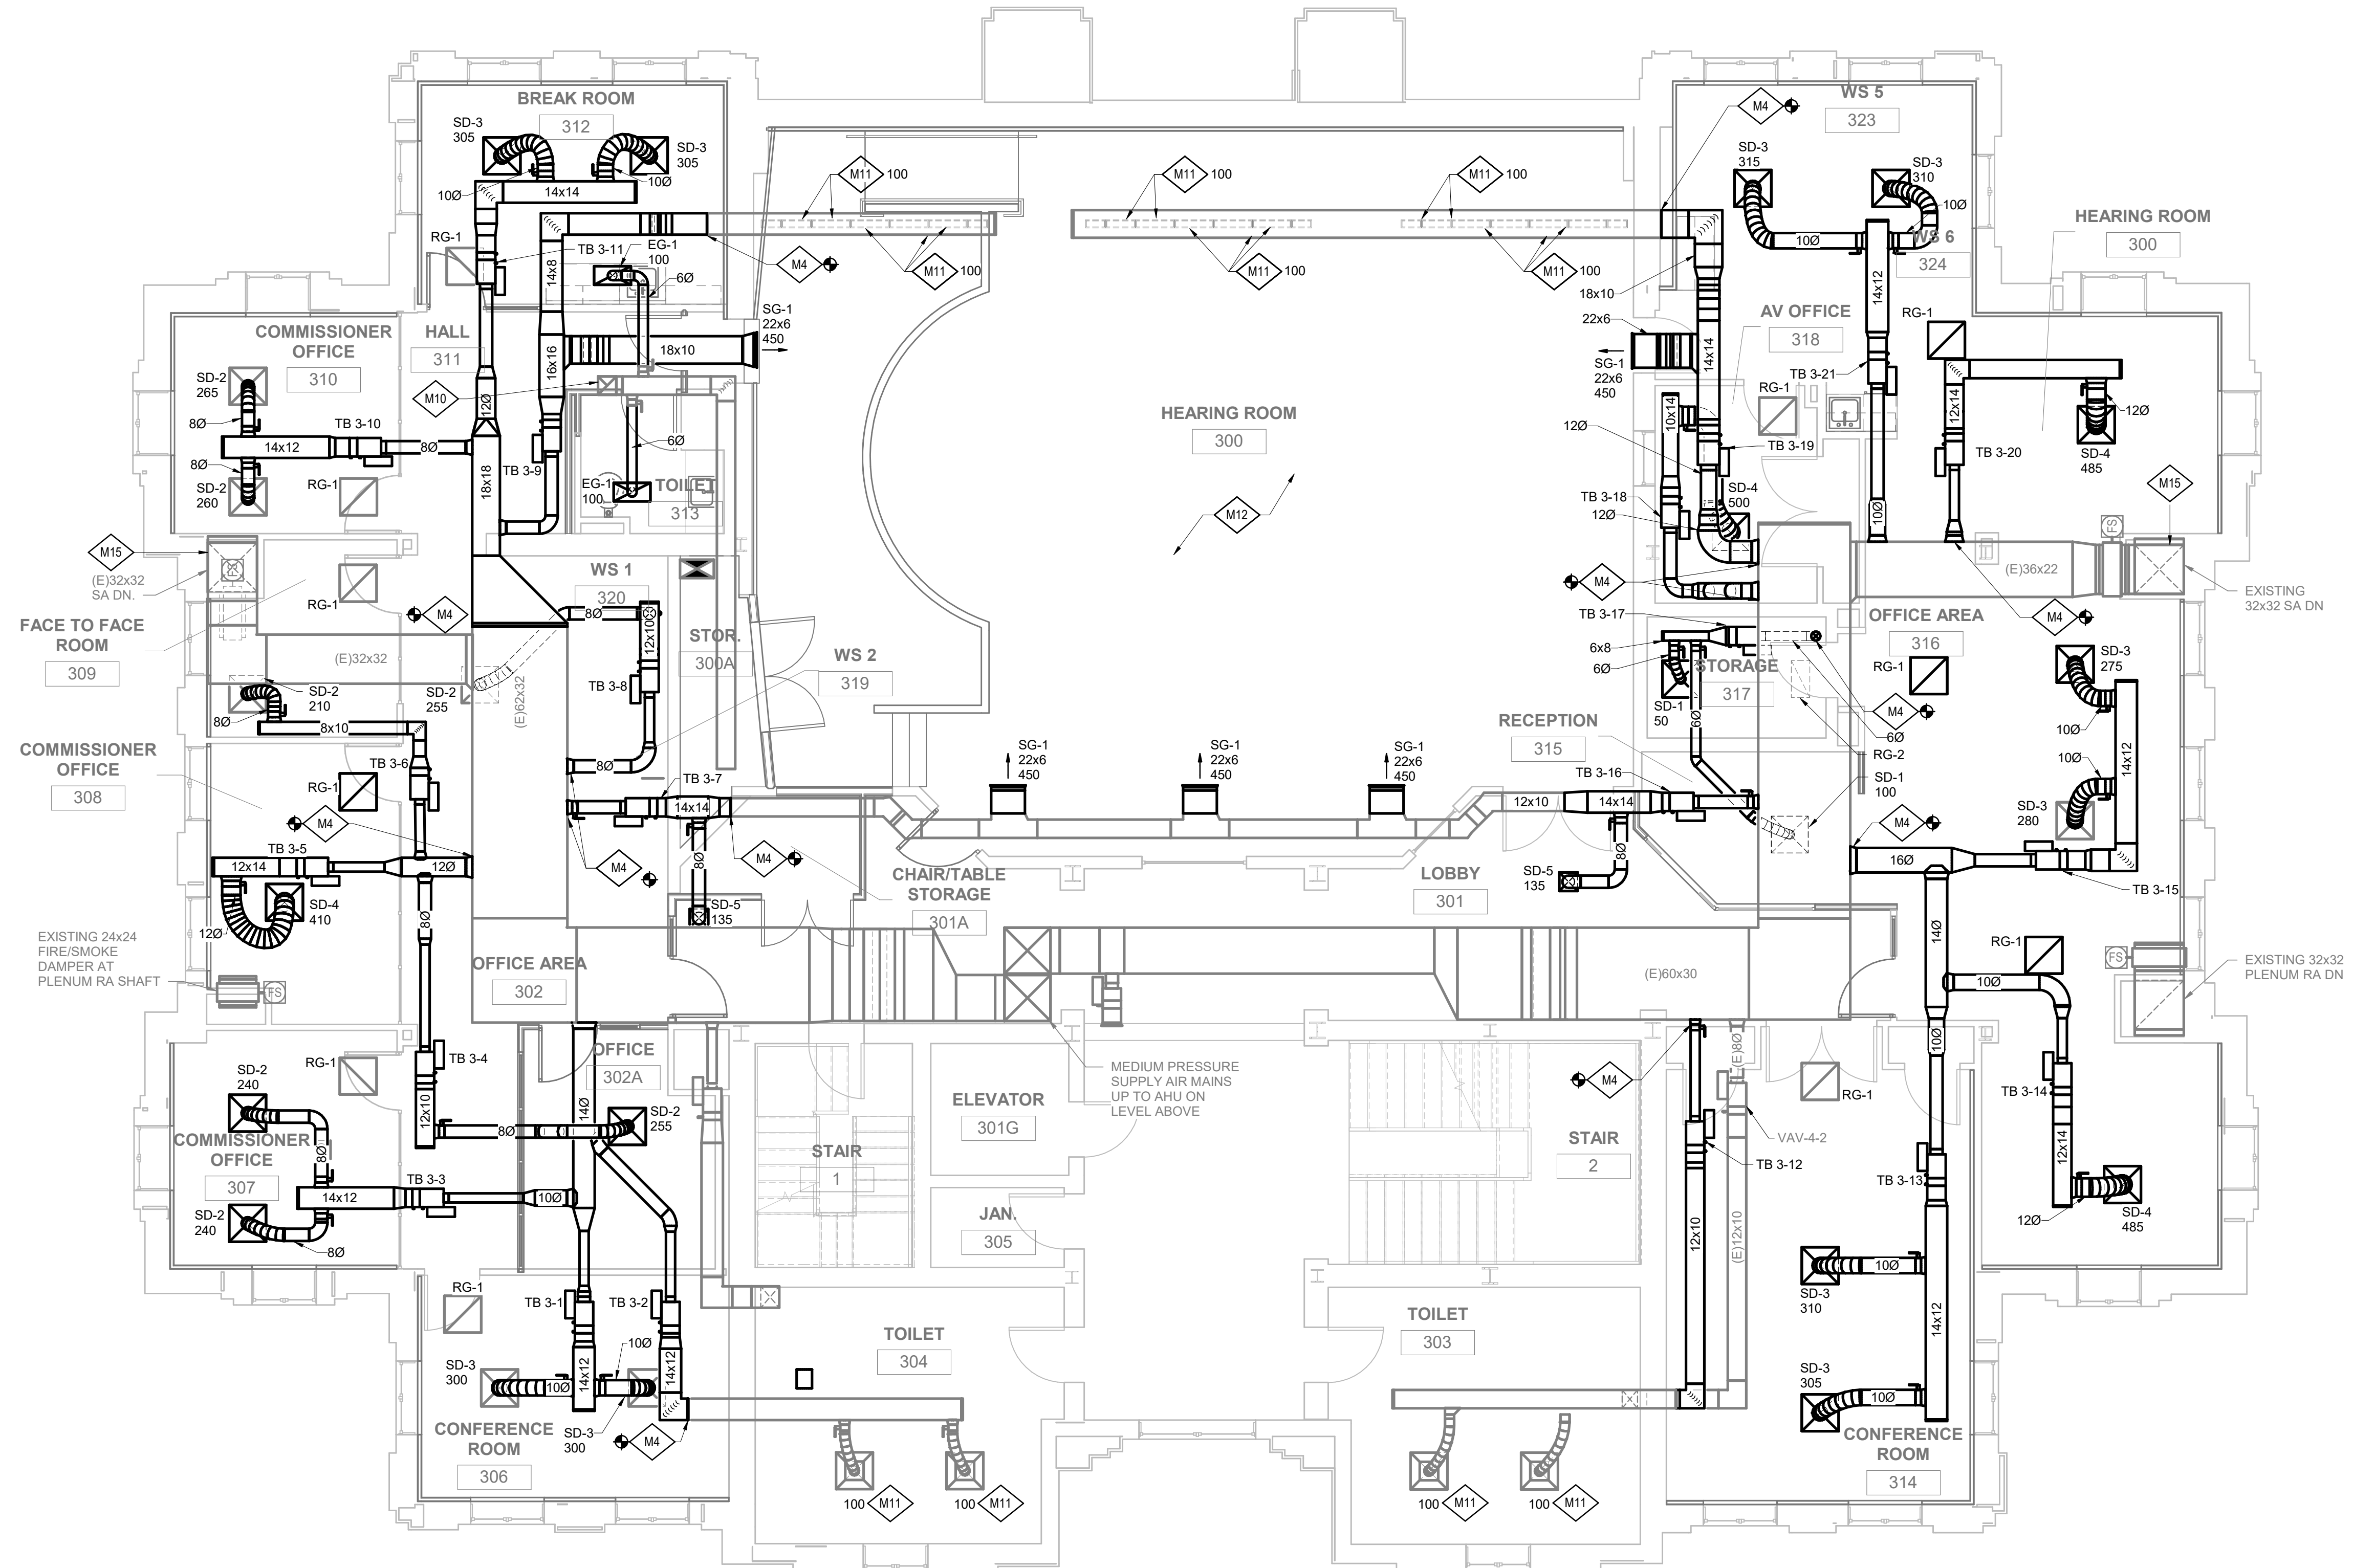 BREAK ROOM
312
SD-3
305
SD-3
305
10Ø
10Ø
14x14
RG-1
TB 3-11
EG-1
100
6Ø
14x8
M4
M11 100
M11 100
M11 100
M11 100
M11 100
M11 100
M4
WS 5
323
SD-3
315
SD-3
310
10Ø
10Ø
WS 6
324
HEARING ROOM
300
14x12
18x10
22x6
SG-1
22x6
450
14x14
AV OFFICE
318
RG-1
TB 3-21
RG-1
12x14
12Ø
SD-4
485
TB 3-20
M15
COMMISSIONER
OFFICE
310
HALL
311
SD-2
265
8Ø
TB 3-10
14x12
8Ø
8Ø
SD-2
260
RG-1
M10
12Ø
16x16
18x10
SG-1
22x6
450
TB 3-9
18x18
6Ø
EG-1
100
TOILET
313
HEARING ROOM
300
M12
10x14
12Ø
TB 3-19
TB 3-18
12Ø
SD-4
500
10Ø
FS
M15
(E)32x32
SA DN.
FS
RG-1
M4
FACE TO FACE
ROOM
309
(E)32x32
WS 1
320
8Ø
12x10
STOR.
300A
WS 2
319
TB 3-8
8Ø
(E)62x32
SD-2
255
SD-2
210
8Ø
8x10
M4
TB 3-17
6x8
6Ø
STORAGE
317
SD-1
50
6Ø
RECEPTION
315
(E)36x22
EXISTING
32x32 SA DN
M4
OFFICE AREA
316
RG-1
M4
6Ø
RG-2
SD-1
100
SD-3
275
10Ø
10Ø
14x12
SD-3
280
COMMISSIONER
OFFICE
308
TB 3-6
RG-1
M4
TB 3-5
12x14
12Ø
SD-4
410
12Ø
8Ø
TB 3-7
14x14
M4
M4
8Ø
SD-5
135
SG-1
22x6
450
SG-1
22x6
450
SG-1
22x6
450
CHAIR/TABLE
STORAGE
301A
LOBBY
301
12x10
14x14
TB 3-16
8Ø
SD-5
135
M4
16Ø
TB 3-15
14Ø
EXISTING 24x24
FIRE/SMOKE
DAMPER AT
PLENUM RA SHAFT
FS
OFFICE AREA
302
(E)60x30
RG-1
10Ø
FS
EXISTING 32x32
PLENUM RA DN
OFFICE
302A
TB 3-4
RG-1
12x10
8Ø
14Ø
SD-2
255
SD-2
240
8Ø
COMMISSIONER
OFFICE
307
TB 3-3
14x12
10Ø
SD-2
240
8Ø
MEDIUM PRESSURE
SUPPLY AIR MAINS
UP TO AHU ON
LEVEL ABOVE
ELEVATOR
301G
STAIR
1
JAN.
305
STAIR
2
M4
(E)8Ø
RG-1
VAV-4-2
TB 3-12
12x10
(E)12x10
10Ø
TB 3-14
TB 3-13
12x14
12Ø
SD-4
485
RG-1
TB 3-1
TB 3-2
10Ø
14x12
14x12
SD-3
300
10Ø
SD-3
300
M4
CONFERENCE
ROOM
306
TOILET
304
100 M11
100 M11
TOILET
303
100 M11
100 M11
10Ø
SD-3
310
14x12
SD-3
305
10Ø
CONFERENCE
ROOM
314